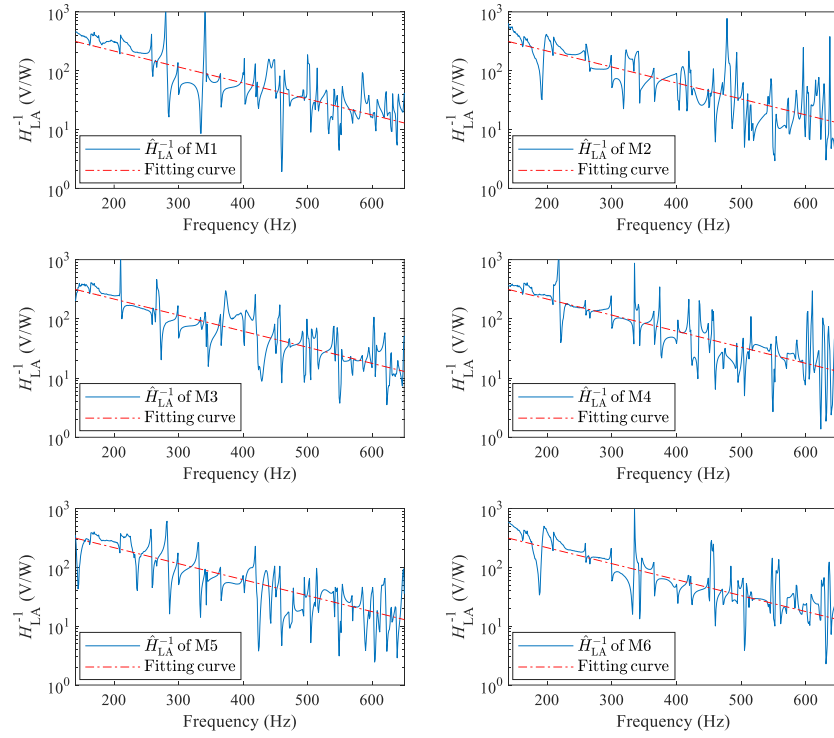 10^3
10^2
10^1
10^0
H_LA^-1 (V/W)
Ĥ_LA^-1 of M1
Fitting curve
200 300 400 500 600
Frequency (Hz)
10^3
10^2
10^1
10^0
H_LA^-1 (V/W)
Ĥ_LA^-1 of M2
Fitting curve
200 300 400 500 600
Frequency (Hz)
10^3
10^2
10^1
10^0
H_LA^-1 (V/W)
Ĥ_LA^-1 of M3
Fitting curve
200 300 400 500 600
Frequency (Hz)
10^3
10^2
10^1
10^0
H_LA^-1 (V/W)
Ĥ_LA^-1 of M4
Fitting curve
200 300 400 500 600
Frequency (Hz)
10^3
10^2
10^1
10^0
H_LA^-1 (V/W)
Ĥ_LA^-1 of M5
Fitting curve
200 300 400 500 600
Frequency (Hz)
10^3
10^2
10^1
10^0
H_LA^-1 (V/W)
Ĥ_LA^-1 of M6
Fitting curve
200 300 400 500 600
Frequency (Hz)